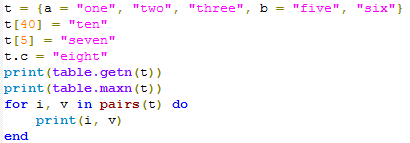 t = {a = "one", "two", "three", b = "five", "six"}
t[40] = "ten"
t[5] = "seven"
t.c = "eight"
print(table.getn(t))
print(table.maxn(t))
for i, v in pairs(t) do
    print(i, v)
end